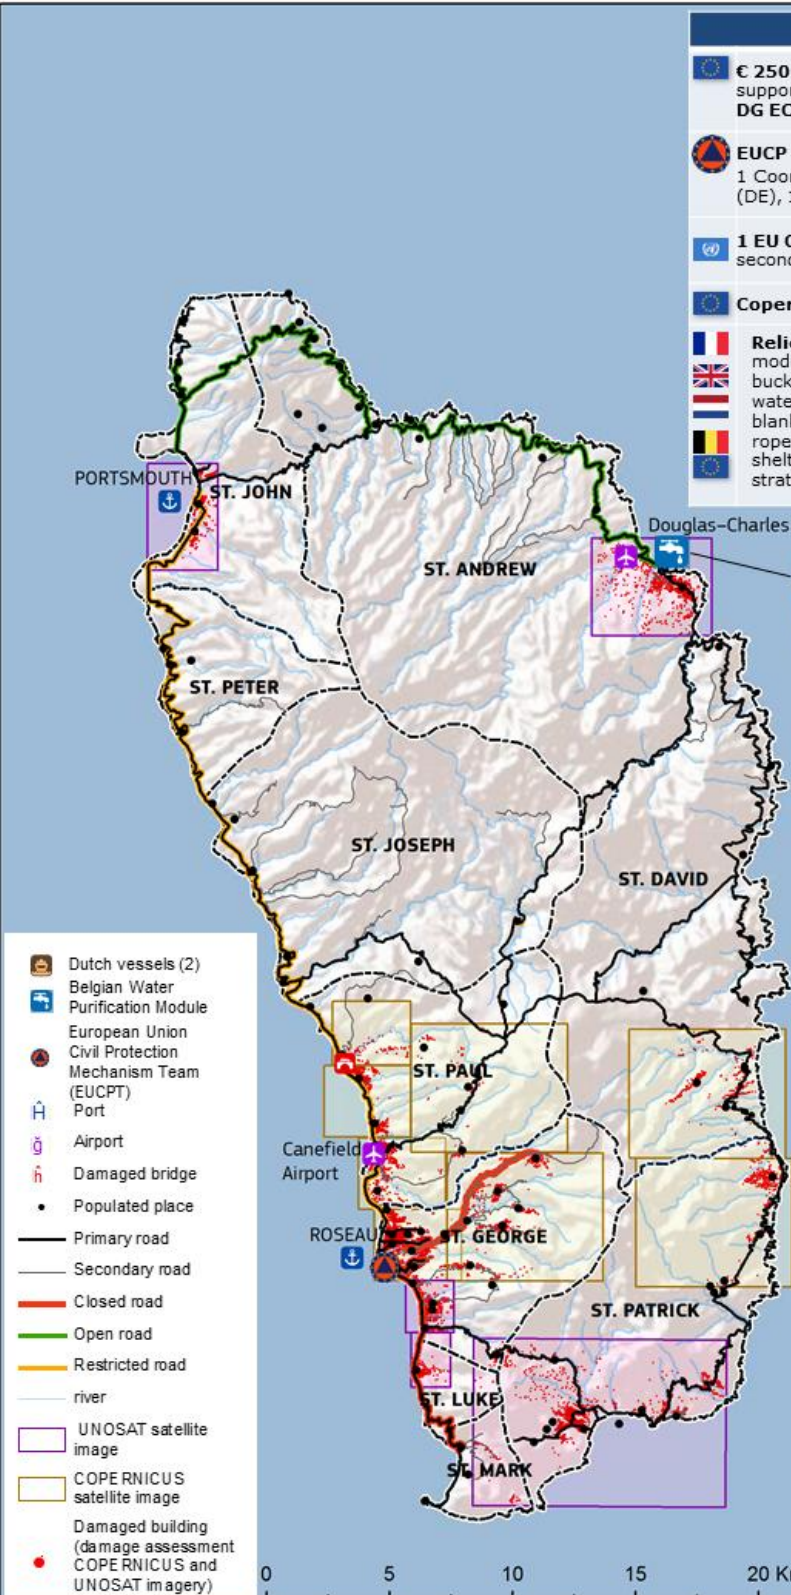 € 250
suppor
DG EC
EUCP
1 Coor
(DE), 1
1 EU C
second
Coper
Relie
mod
buck
wate
blank
rope
shelt
strat
PORTSMOUTH
ST. JOHN
Douglas-Charles
ST. ANDREW
ST. PETER
ST. JOSEPH
ST. DAVID
ST. PAUL
Canefield
Airport
ROSEAU
ST. GEORGE
ST. PATRICK
ST. LUKE
ST. MARK
Dutch vessels (2)
Belgian Water
Purification Module
European Union
Civil Protection
Mechanism Team
(EUCPT)
Ĥ Port
ğ Airport
ĥ Damaged bridge
Populated place
Primary road
Secondary road
Closed road
Open road
Restricted road
river
UNOSAT satellite
image
COPERNICUS
satellite image
Damaged building
(damage assessment
COPERNICUS and
UNOSAT imagery)
0 5 10 15 20 K